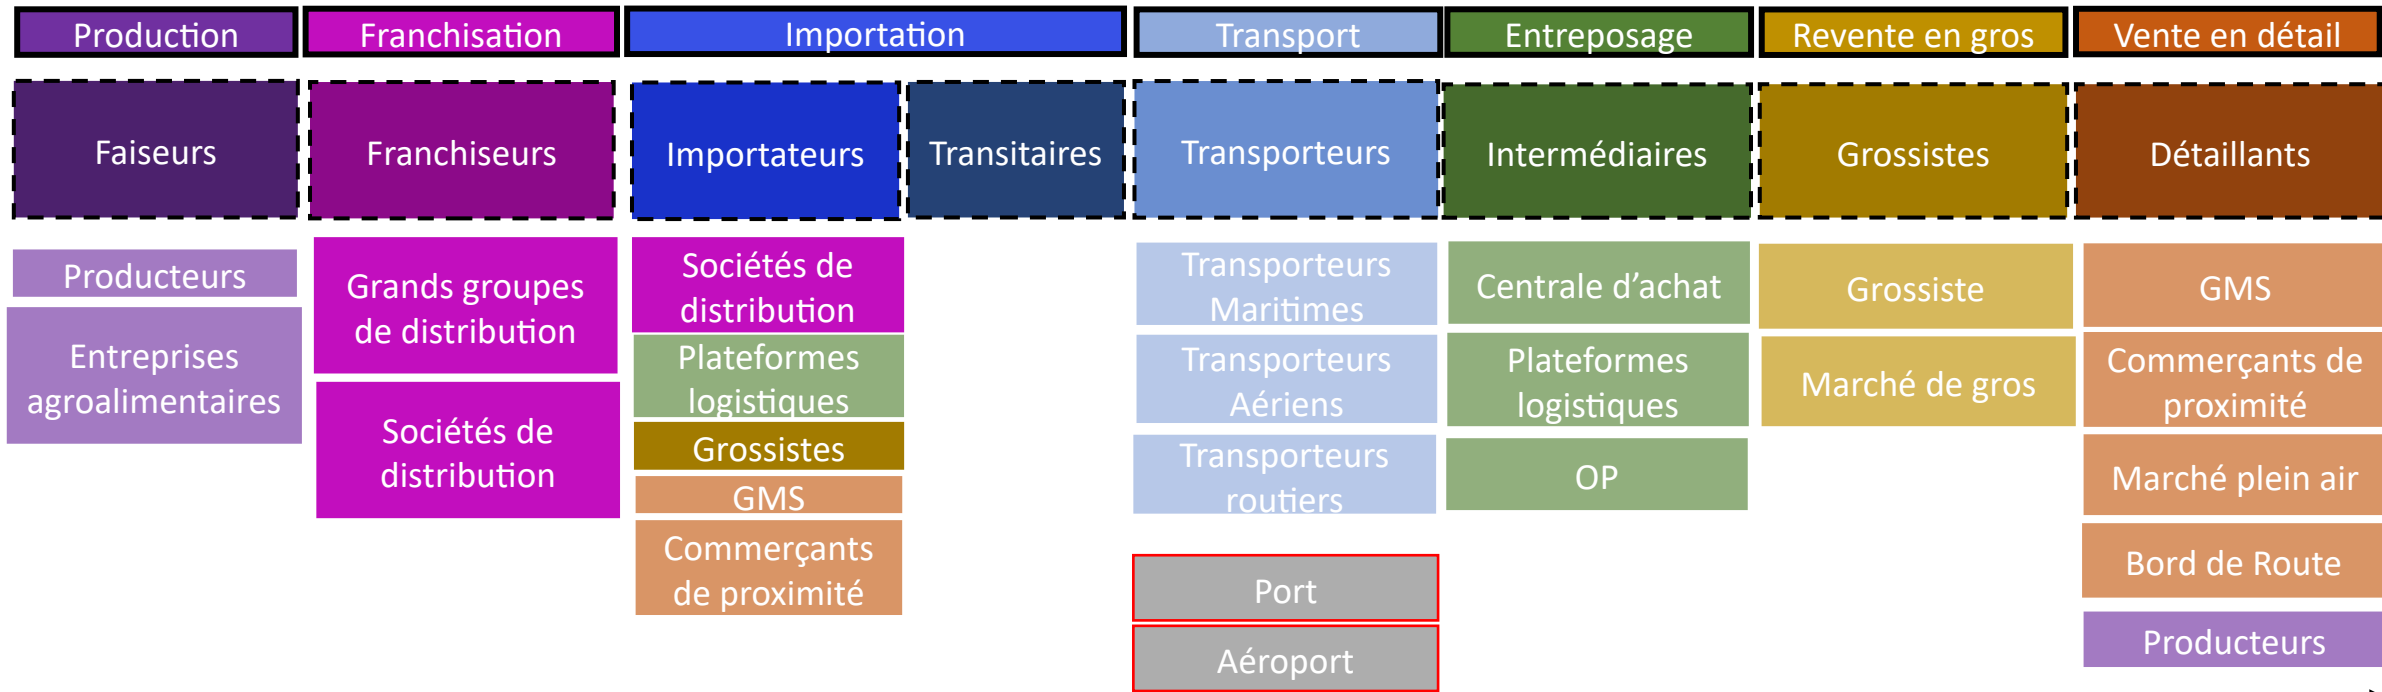 Production
Franchisation
Importation
Transport
Entreposage
Revente en gros
Vente en détail
Faiseurs
Franchiseurs
Importateurs
Transitaires
Transporteurs
Intermédiaires
Grossistes
Détaillants
Producteurs
Entreprises
agroalimentaires
Grands groupes
de distribution
Sociétés de
distribution
Sociétés de
distribution
Plateformes
logistiques
Grossistes
GMS
Commerçants
de proximité
Transporteurs
Maritimes
Transporteurs
Aériens
Transporteurs
routiers
Port
Aéroport
Centrale d’achat
Plateformes
logistiques
OP
Grossiste
Marché de gros
GMS
Commerçants de
proximité
Marché plein air
Bord de Route
Producteurs